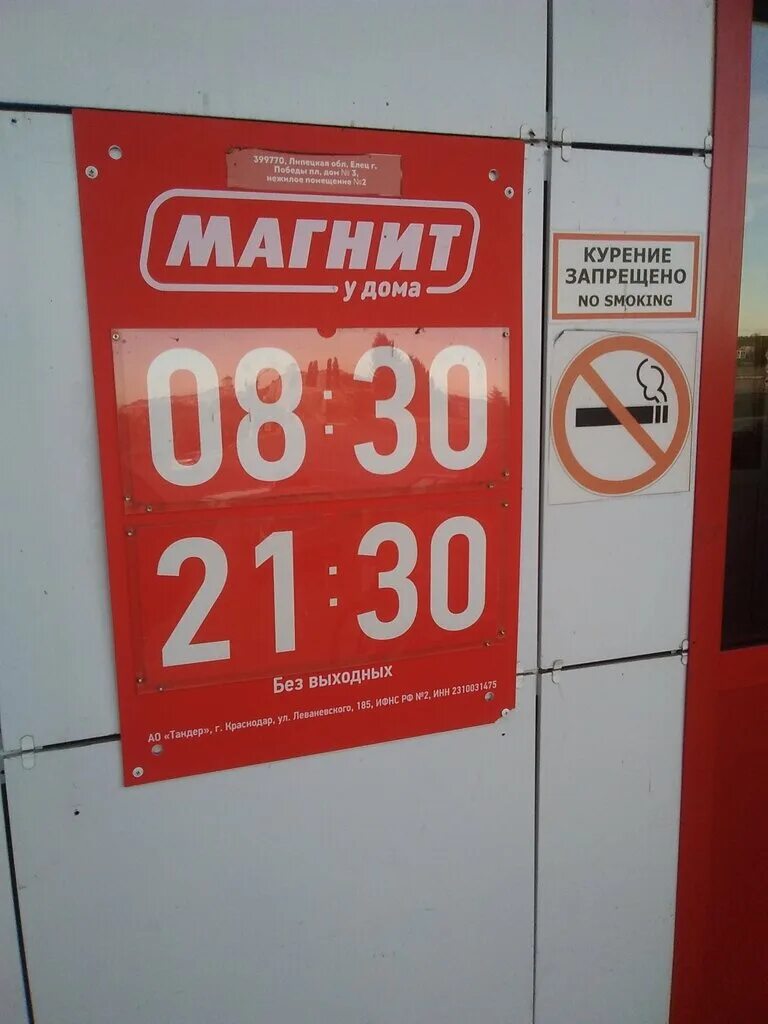 399770, Липецкая обл, Елец г,
Победы пл, дом № 3,
нежилое помещение №2
МАГНИТ
у дома
08:30
21:30
Без выходных
АО «Тандер», г. Краснодар, ул. Леваневского, 185, ИФНС РФ №2, ИНН 2310031475
КУРЕНИЕ
ЗАПРЕЩЕНО
NO SMOKING